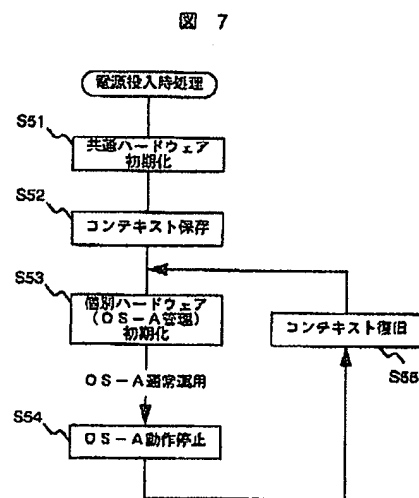 図 7
電源投入時処理
S51
共通ハードウェア
初期化
S52
コンテキスト保存
S53
個別ハードウェア
(OS-A管理)
初期化
コンテキスト復旧
S55
OS-A通常運用
S54
OS-A動作停止